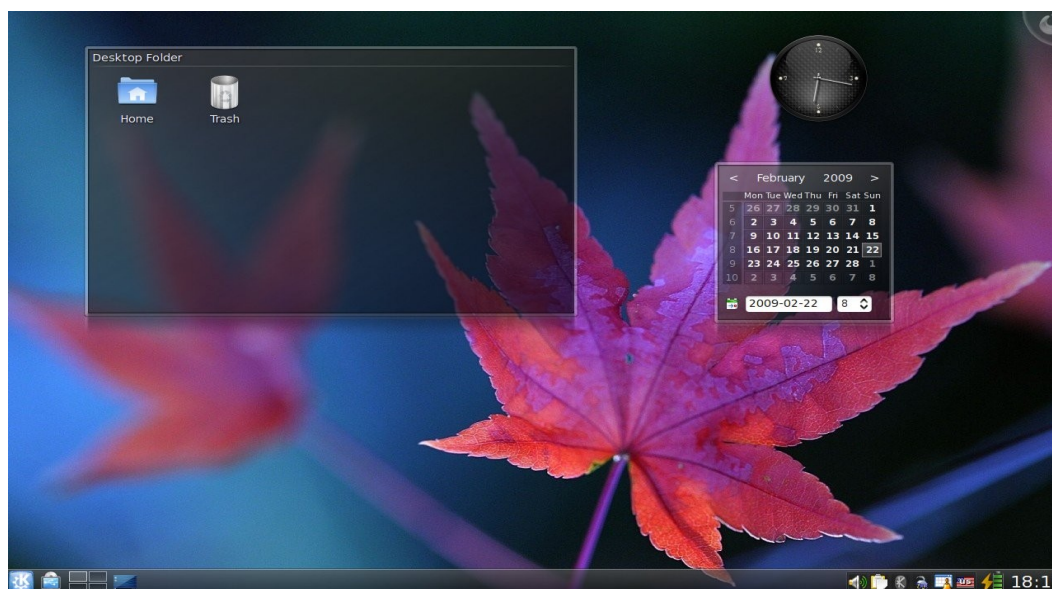 Desktop Folder
Home Trash
12
< February 2009 >
Mon Tue Wed Thu Fri Sat Sun
5 26 27 28 29 30 31 1
6 2 3 4 5 6 7 8
7 9 10 11 12 13 14 15
8 16 17 18 19 20 21 22
9 23 24 25 26 27 28 1
10 2 3 4 5 6 7 8
2009-02-22 8
K US 18:1